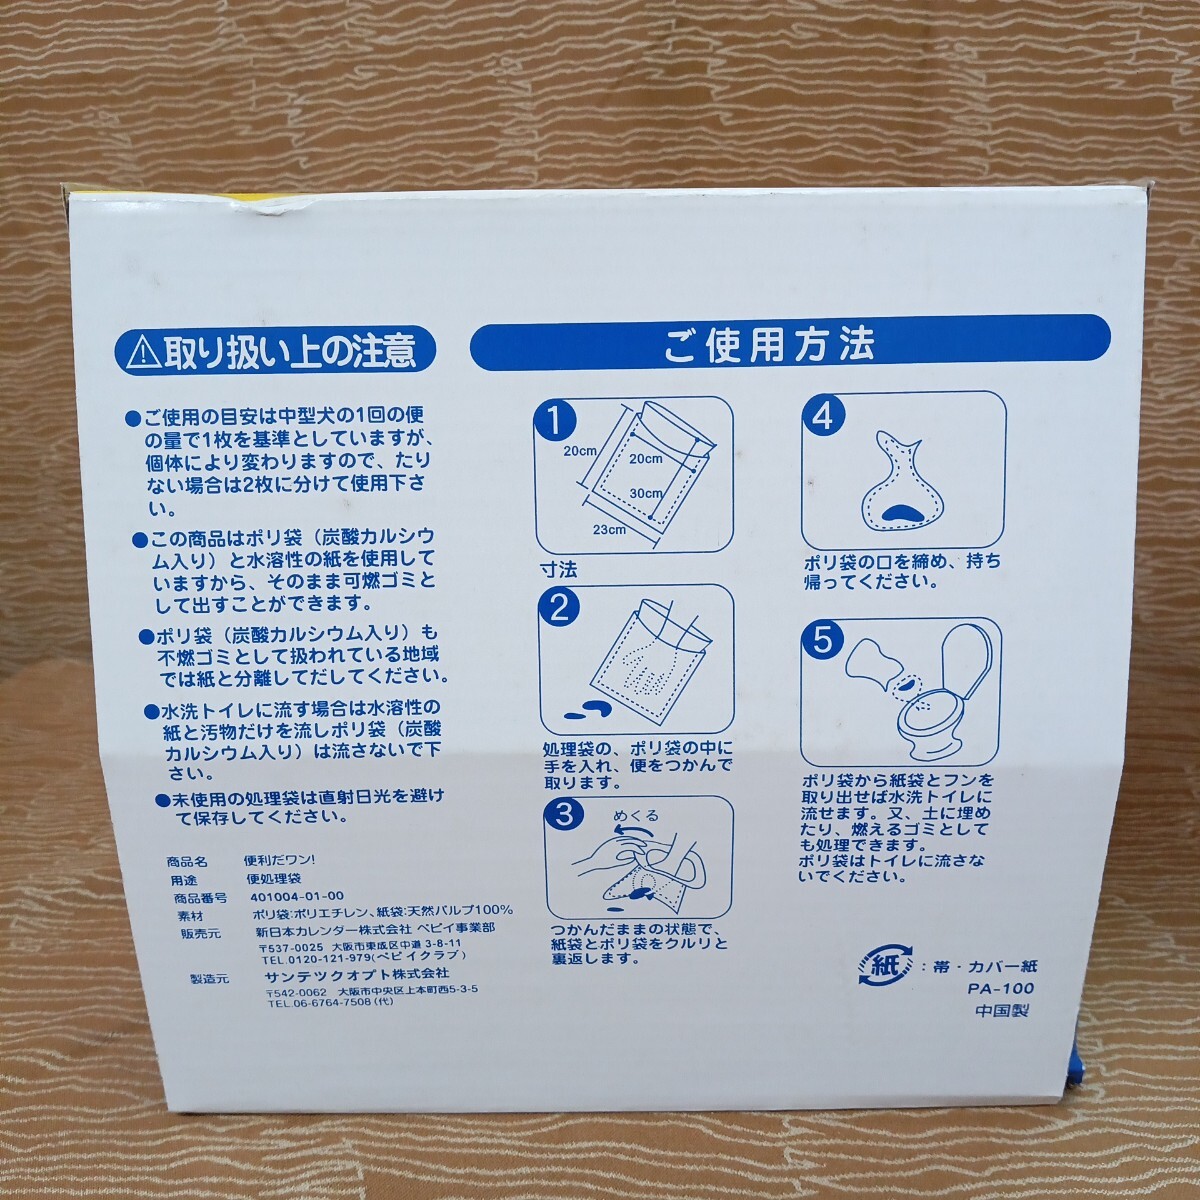 ⚠取り扱い上の注意
●ご使用の目安は中型犬の1回の便
の量で1枚を基準としていますが、
個体により変わりますので、たり
ない場合は2枚に分けて使用下さ
い。
●この商品はポリ袋（炭酸カルシウ
ム入り）と水溶性の紙を使用して
いますから、そのまま可燃ゴミと
して出すことができます。
●ポリ袋（炭酸カルシウム入り）も
不燃ゴミとして扱われている地域
では紙と分離してだしてください。
●水洗トイレに流す場合は水溶性の
紙と汚物だけを流しポリ袋（炭酸
カルシウム入り）は流さないで下
さい。
●未使用の処理袋は直射日光を避け
て保存してください。
商品名 便利だワン!
用途 便処理袋
商品番号 401004-01-00
素材 ポリ袋:ポリエチレン、紙袋:天然パルプ100%
販売元 新日本カレンダー株式会社 ペピイ事業部
〒537-0025 大阪市東成区中道3-8-11
TEL.0120-121-979(ペピイクラブ)
製造元 サンテツクオプト株式会社
〒542-0062 大阪市中央区上本町西5-3-5
TEL.06-6764-7508(代)
ご使用方法
1
20cm
20cm
30cm
23cm
寸法
2
処理袋の、ポリ袋の中に
手を入れ、便をつかんで
取ります。
3
めくる
つかんだままの状態で、
紙袋とポリ袋をクルリと
裏返します。
4
ポリ袋の口を締め、持ち
帰ってください。
5
ポリ袋から紙袋とフンを
取り出せば水洗トイレに
流せます。又、土に埋め
たり、燃えるゴミとして
も処理できます。
ポリ袋はトイレに流さな
いでください。
紙：帯・カバー紙
PA-100
中国製